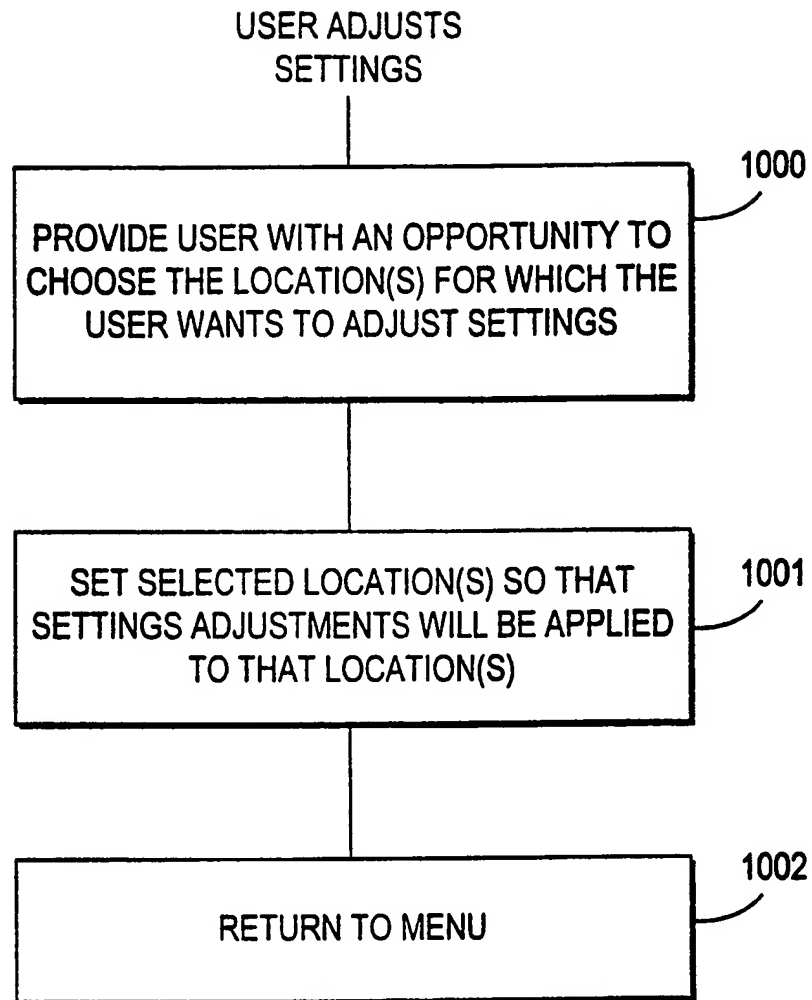 USER ADJUSTS
SETTINGS
1000
PROVIDE USER WITH AN OPPORTUNITY TO
CHOOSE THE LOCATION(S) FOR WHICH THE
USER WANTS TO ADJUST SETTINGS
1001
SET SELECTED LOCATION(S) SO THAT
SETTINGS ADJUSTMENTS WILL BE APPLIED
TO THAT LOCATION(S)
1002
RETURN TO MENU